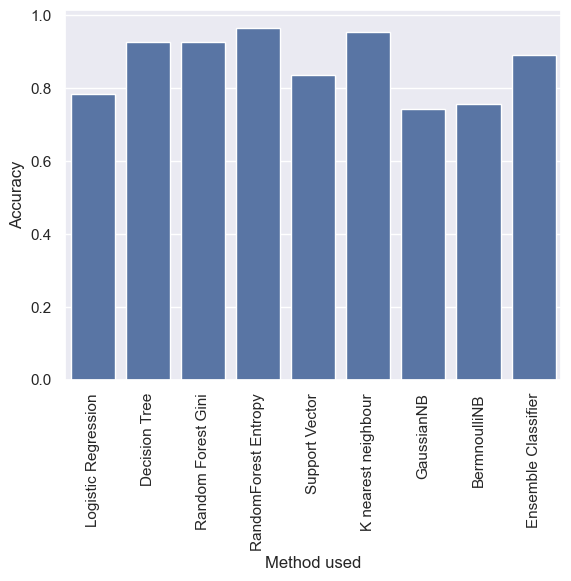 1.0
0.8
0.6
0.4
0.2
0.0
Accuracy
Logistic Regression
Decision Tree
Random Forest Gini
RandomForest Entropy
Support Vector
K nearest neighbour
GaussianNB
BermnoulliNB
Ensemble Classifier
Method used